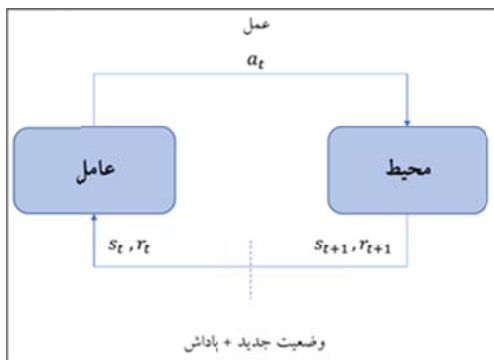 عمل
a_t
عامل
محیط
s_t , r_t
s_{t+1}, r_{t+1}
وضعیت جدید + پاداش